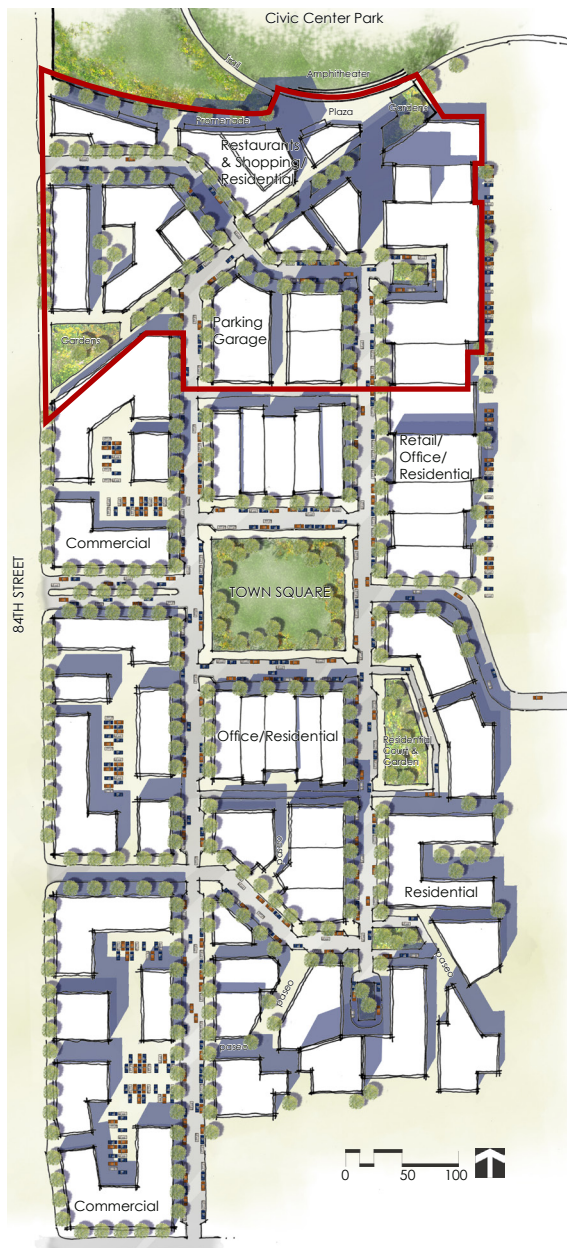 Civic Center Park
trail
Amphitheater
Gardens
Plaza
Promenade
Restaurants
& Shopping/
Residential
Parking
Garage
Gardens
Retail/
Office/
Residential
Commercial
84TH STREET
TOWN SQUARE
Office/Residential
Residential
Court &
Garden
paseo
Residential
paseo
paseo
paseo
Commercial
0 50 100